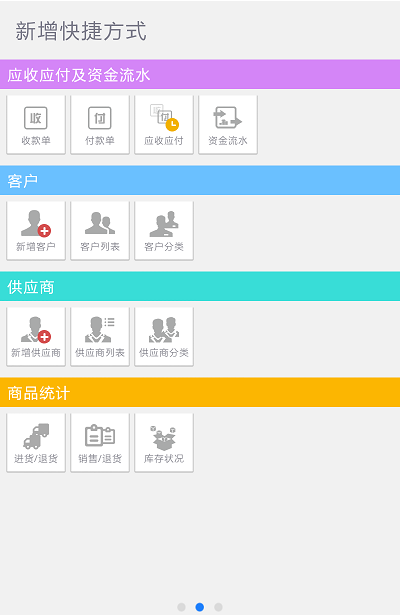 新增快捷方式
应收应付及资金流水
收 付 收 付
收款单 付款单 应收应付 资金流水
客户
新增客户 客户列表 客户分类
供应商
新增供应商 供应商列表 供应商分类
商品统计
进货/退货 销售/退货 库存状况